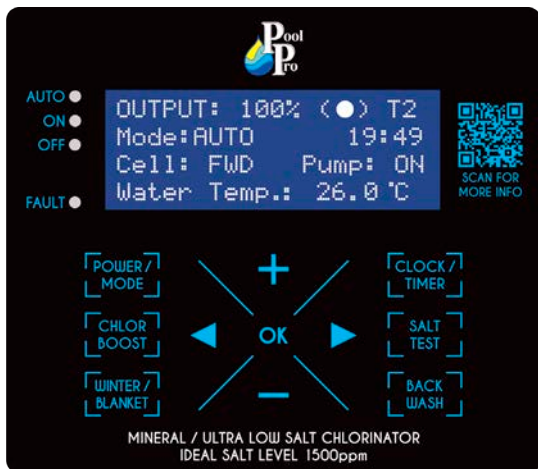 Pool
Pro
AUTO
ON
OFF
FAULT
OUTPUT: 100% (●) T2
Mode:AUTO 19:49
Cell: FWD Pump: ON
Water Temp.: 26.0 °C
SCAN FOR
MORE INFO
POWER/
MODE
+
CLOCK/
TIMER
CHLOR
BOOST
◀ OK ▶
SALT
TEST
WINTER/
BLANKET
−
BACK
WASH
MINERAL / ULTRA LOW SALT CHLORINATOR
IDEAL SALT LEVEL 1500ppm